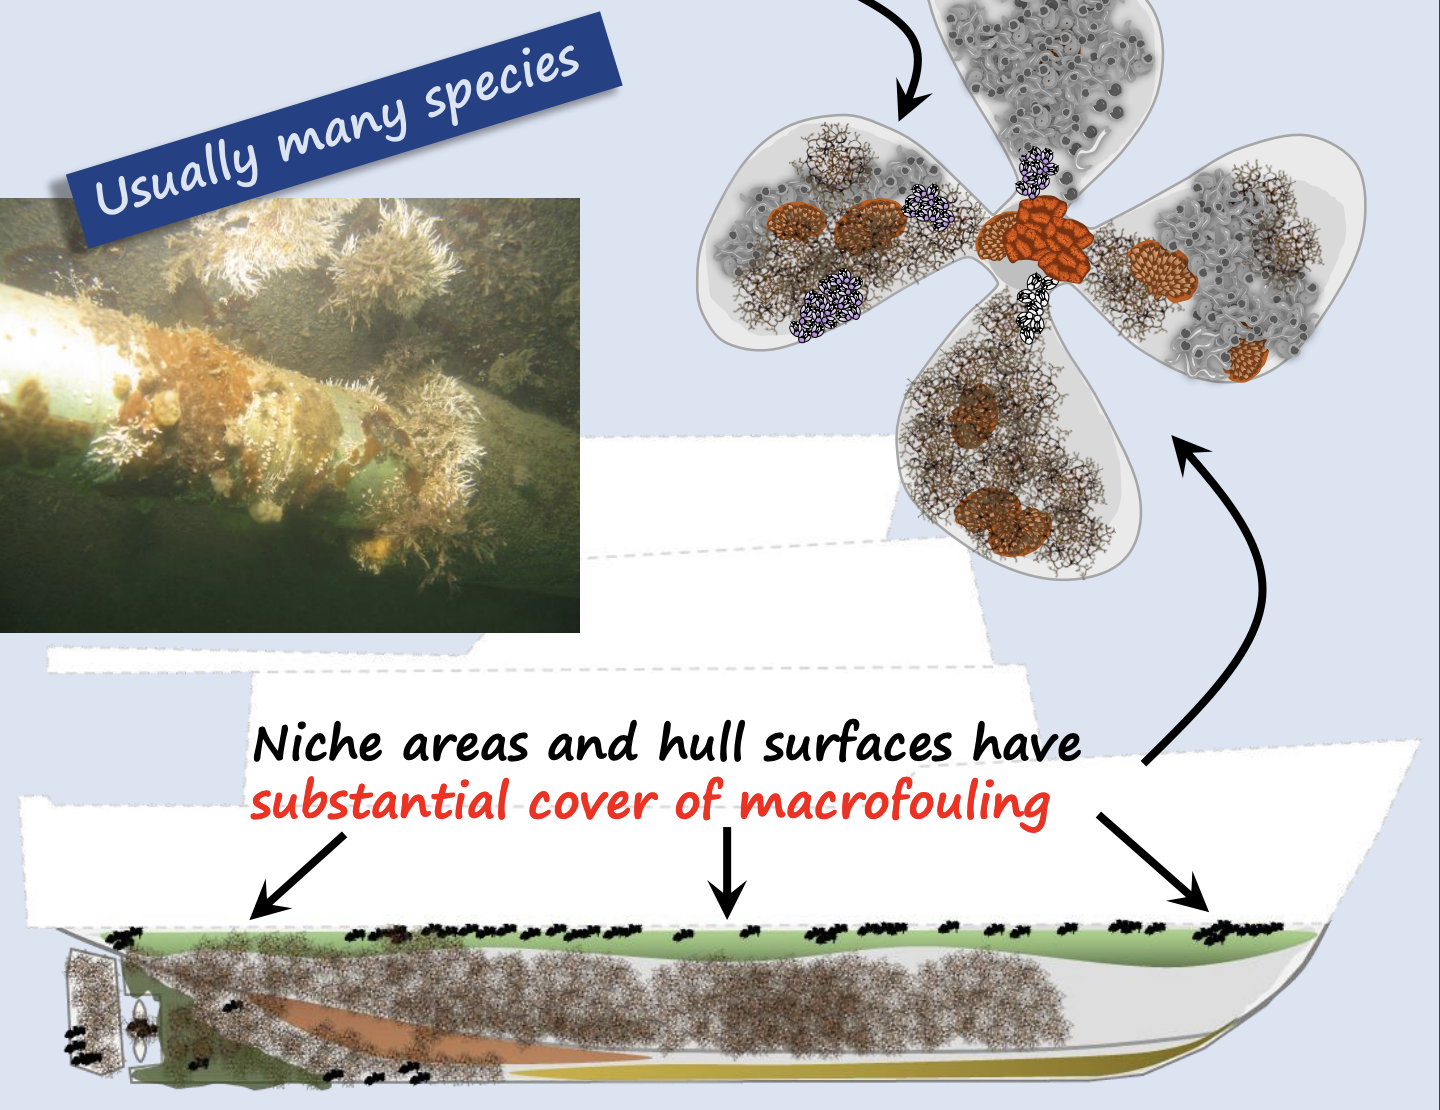 Usually many species
Niche areas and hull surfaces have
substantial cover of macrofouling